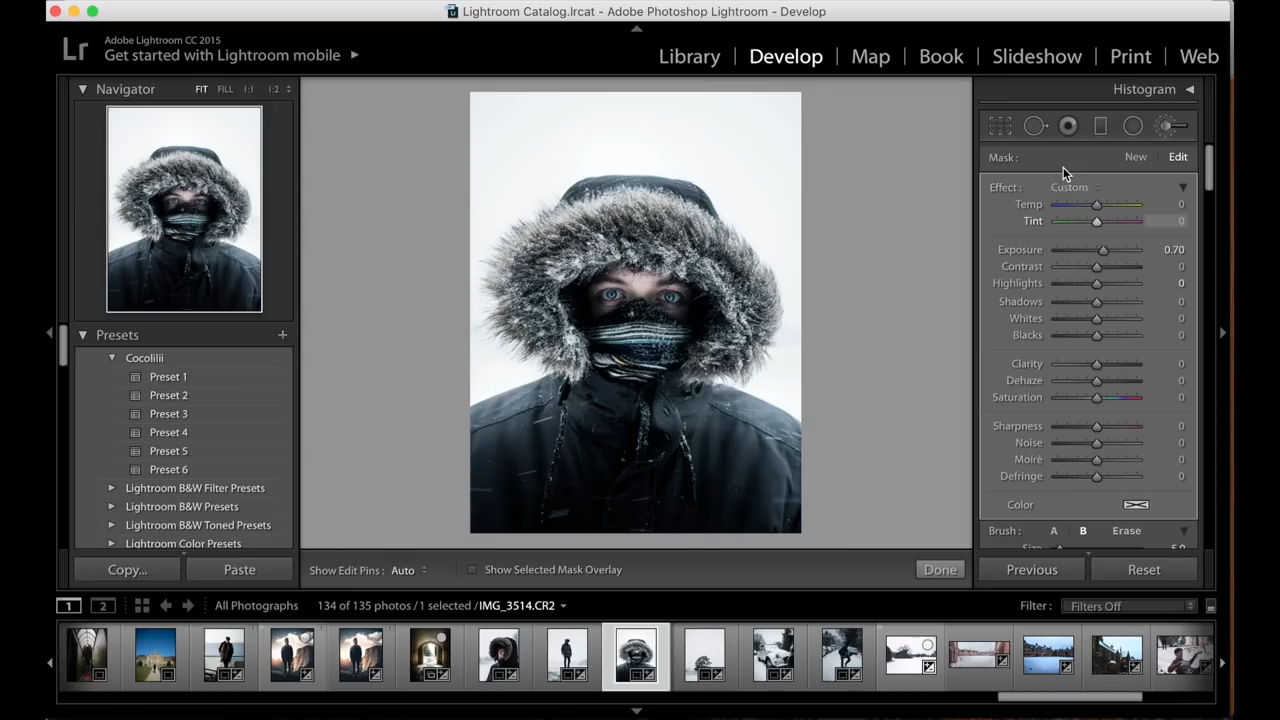 Lightroom Catalog.lrcat - Adobe Photoshop Lightroom - Develop
Lr
Adobe Lightroom CC 2015
Get started with Lightroom mobile
Library | Develop | Map | Book | Slideshow | Print | Web
Navigator FIT FILL 1:1 1:2
Histogram
Mask : New Edit
Effect : Custom
Temp 0
Tint 0
Exposure 0.70
Contrast 0
Highlights 0
Shadows 0
Whites 0
Blacks 0
Clarity 0
Dehaze 0
Saturation 0
Sharpness 0
Noise 0
Moiré 0
Defringe 0
Color
Brush : A B Erase
Size 5.0
Presets +
Cocolilii
Preset 1
Preset 2
Preset 3
Preset 4
Preset 5
Preset 6
Lightroom B&W Filter Presets
Lightroom B&W Presets
Lightroom B&W Toned Presets
Lightroom Color Presets
Copy... Paste
Show Edit Pins : Auto Show Selected Mask Overlay Done
Previous Reset
1 2 All Photographs 134 of 135 photos /1 selected /IMG_3514.CR2 Filter : Filters Off